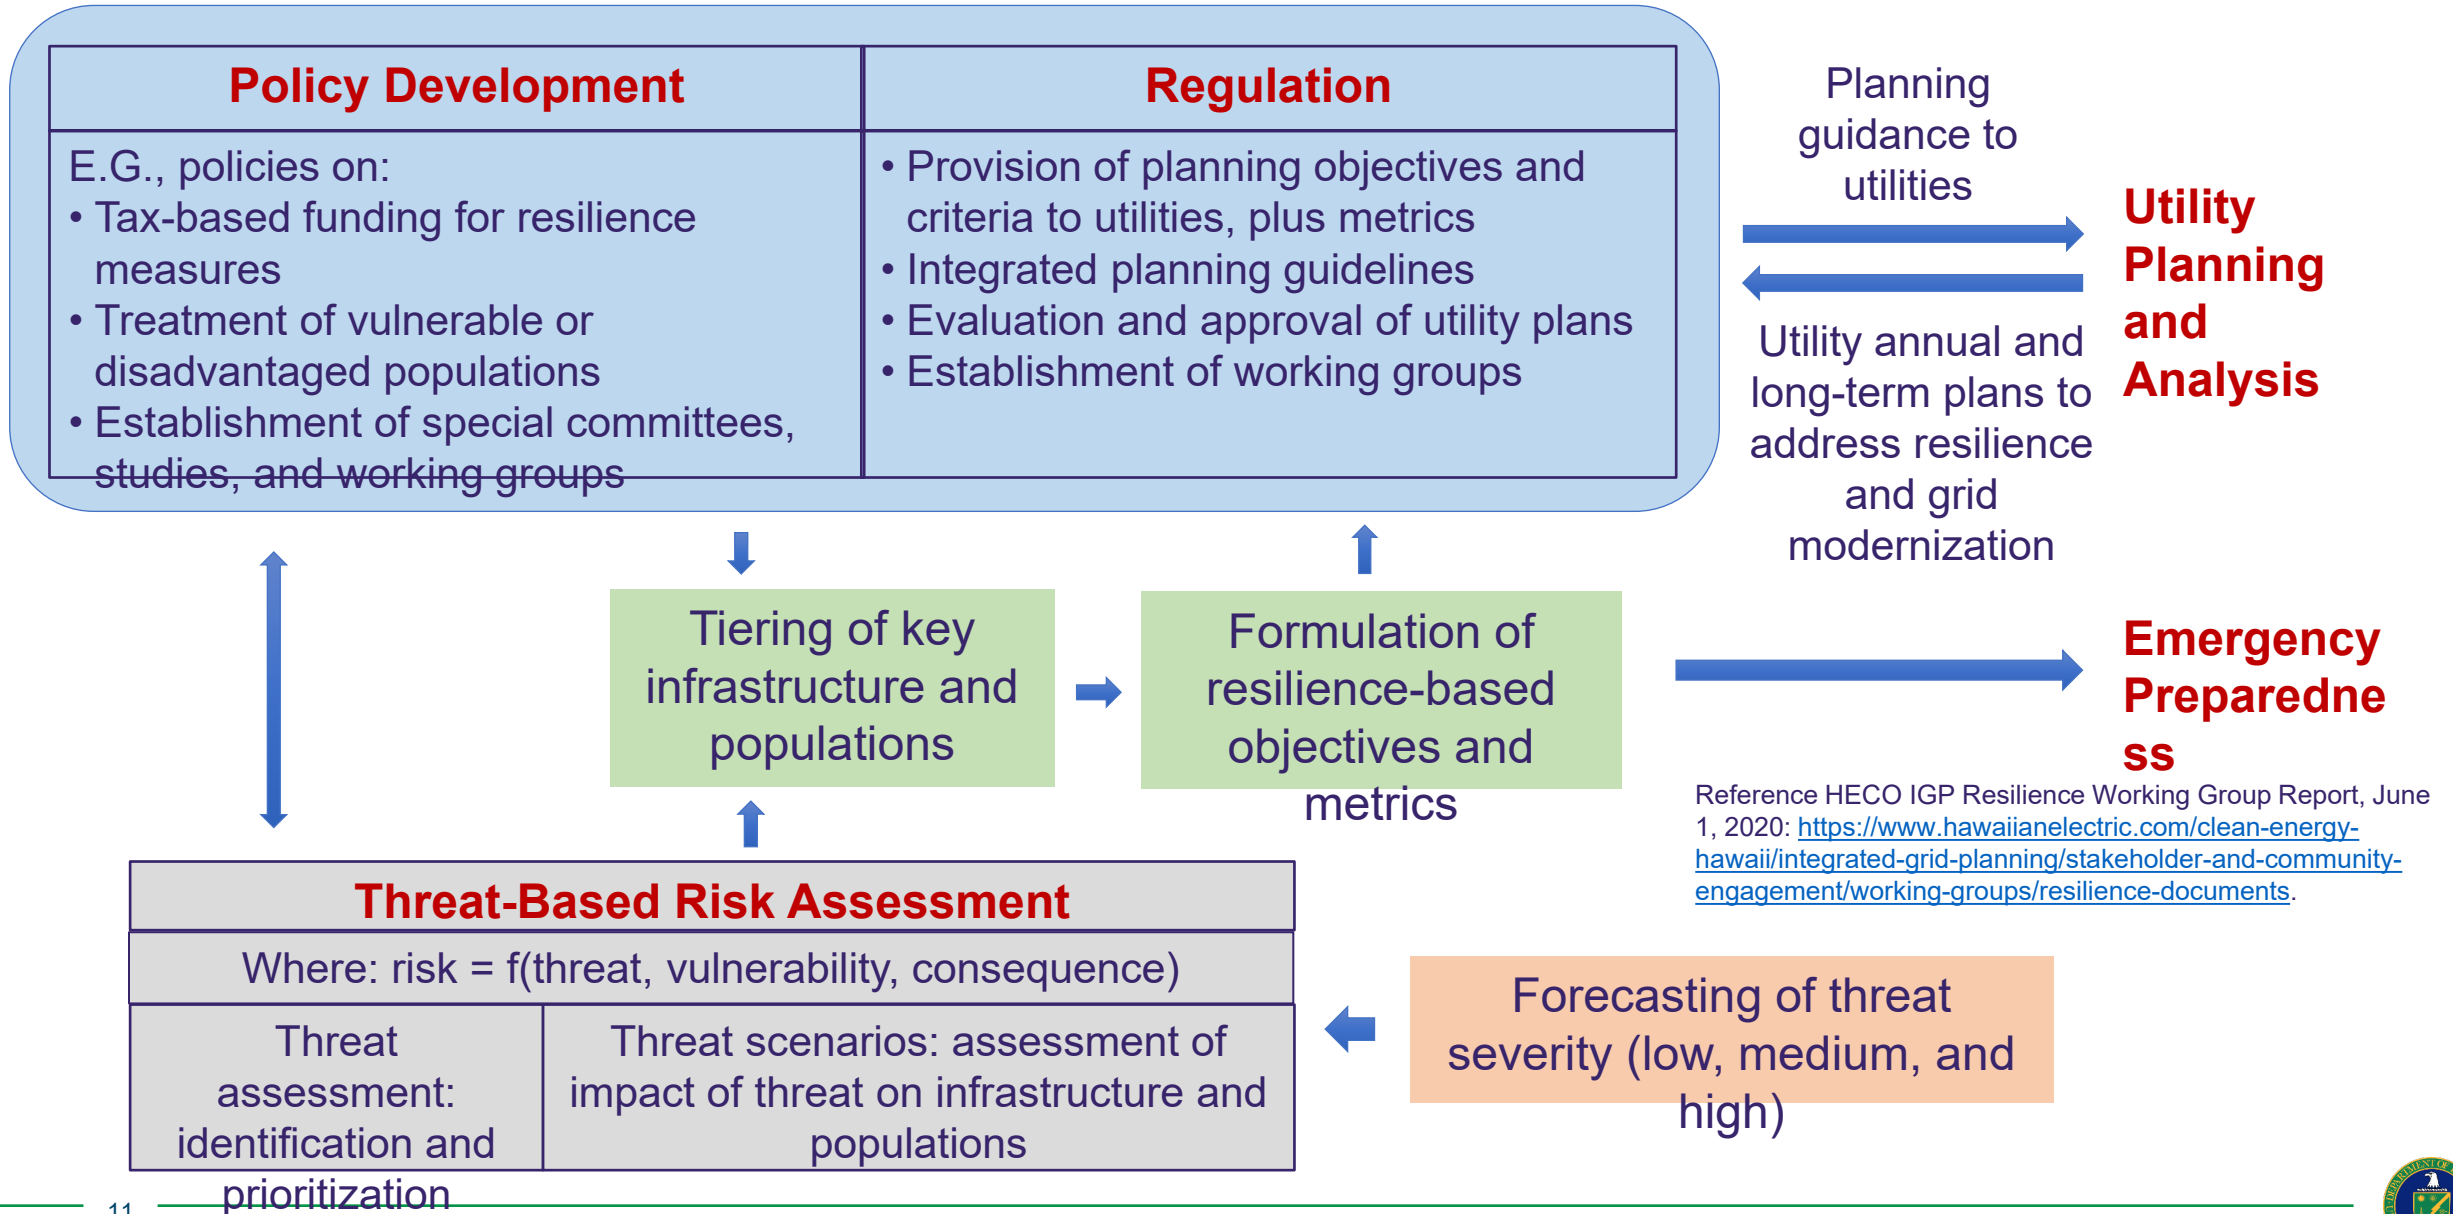 Policy Development
E.G., policies on:
• Tax-based funding for resilience
measures
• Treatment of vulnerable or
disadvantaged populations
• Establishment of special committees,
studies, and working groups
Regulation
• Provision of planning objectives and
criteria to utilities, plus metrics
• Integrated planning guidelines
• Evaluation and approval of utility plans
• Establishment of working groups
Planning
guidance to
utilities
Utility annual and
long-term plans to
address resilience
and grid
modernization
Utility
Planning
and
Analysis
Tiering of key
infrastructure and
populations
Formulation of
resilience-based
objectives and
metrics
Emergency
Preparedne
ss
Reference HECO IGP Resilience Working Group Report, June
1, 2020: https://www.hawaiianelectric.com/clean-energy-
hawaii/integrated-grid-planning/stakeholder-and-community-
engagement/working-groups/resilience-documents.
Threat-Based Risk Assessment
Where: risk = f(threat, vulnerability, consequence)
Threat
assessment:
identification and
prioritization
Threat scenarios: assessment of
impact of threat on infrastructure and
populations
Forecasting of threat
severity (low, medium, and
high)
11